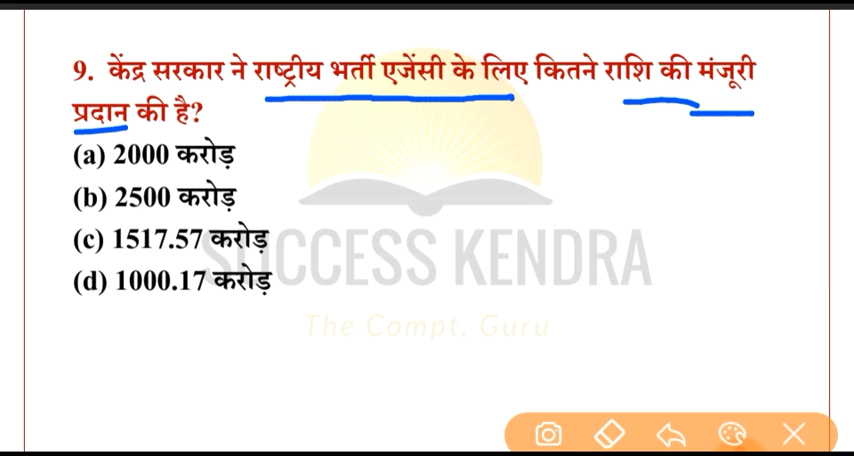 9. केंद्र सरकार ने राष्ट्रीय भर्ती एजेंसी के लिए कितने राशि की मंजूरी
प्रदान की है?
(a) 2000 करोड़
(b) 2500 करोड़
(c) 1517.57 करोड़
(d) 1000.17 करोड़
SUCCESS KENDRA
The Compt. Guru